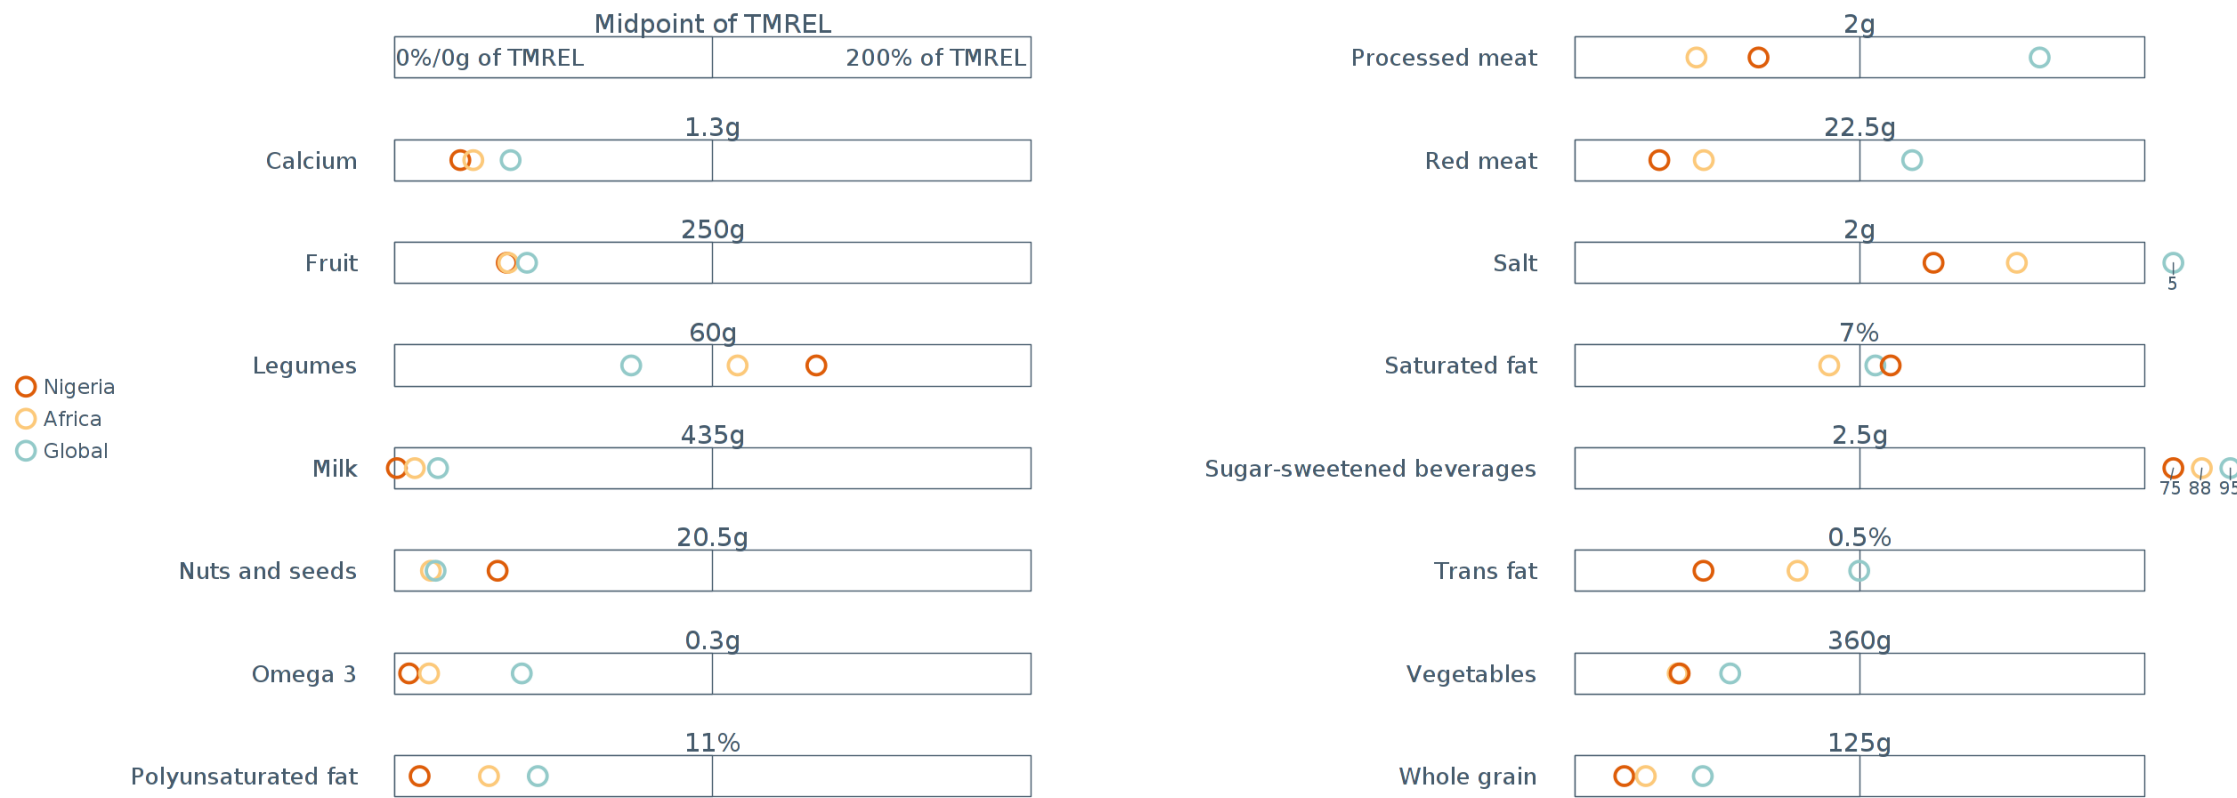 Midpoint of TMREL
0%/0g of TMREL 200% of TMREL
Calcium 1.3g
Fruit 250g
Legumes 60g
Milk 435g
Nuts and seeds 20.5g
Omega 3 0.3g
Polyunsaturated fat 11%
Nigeria
Africa
Global
Processed meat 2g
Red meat 22.5g
Salt 2g
5
Saturated fat 7%
Sugar-sweetened beverages 2.5g
75 88 95
Trans fat 0.5%
Vegetables 360g
Whole grain 125g